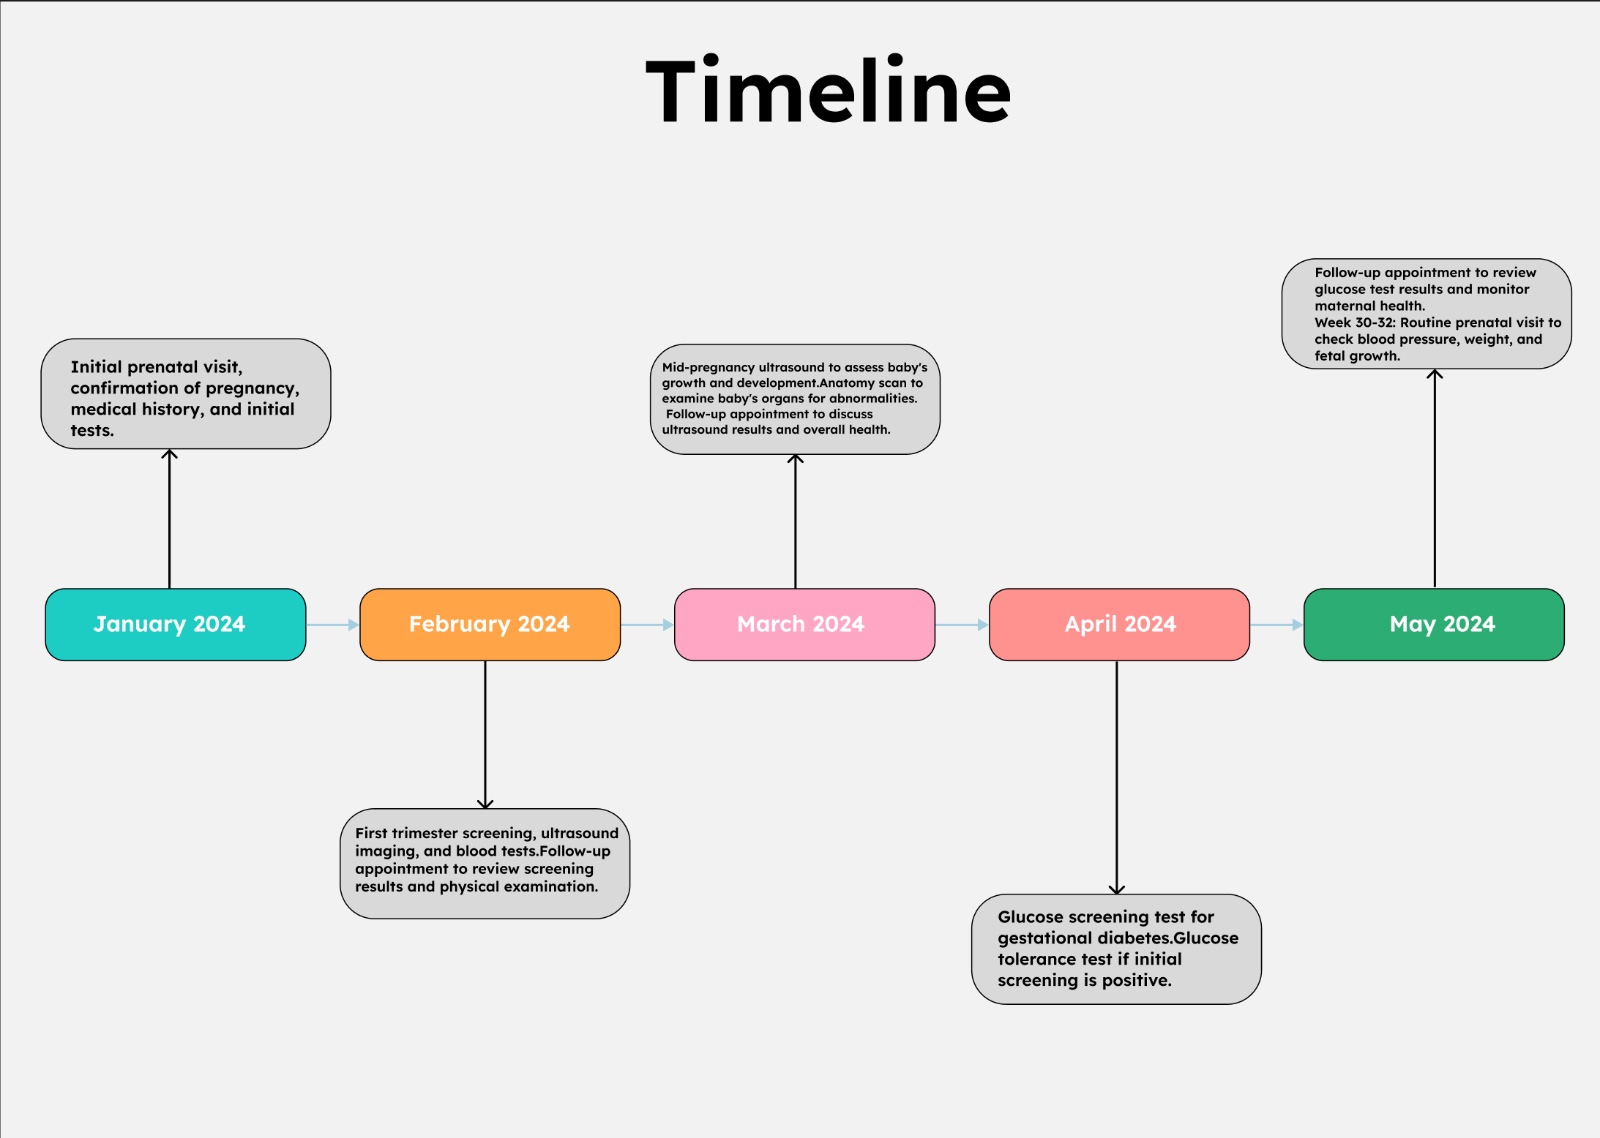 Timeline
Follow-up appointment to review
glucose test results and monitor
maternal health.
Week 30-32: Routine prenatal visit to
check blood pressure, weight, and
fetal growth.
Initial prenatal visit,
confirmation of pregnancy,
medical history, and initial
tests.
Mid-pregnancy ultrasound to assess baby's
growth and development.Anatomy scan to
examine baby's organs for abnormalities.
Follow-up appointment to discuss
ultrasound results and overall health.
January 2024
February 2024
March 2024
April 2024
May 2024
First trimester screening, ultrasound
imaging, and blood tests.Follow-up
appointment to review screening
results and physical examination.
Glucose screening test for
gestational diabetes.Glucose
tolerance test if initial
screening is positive.